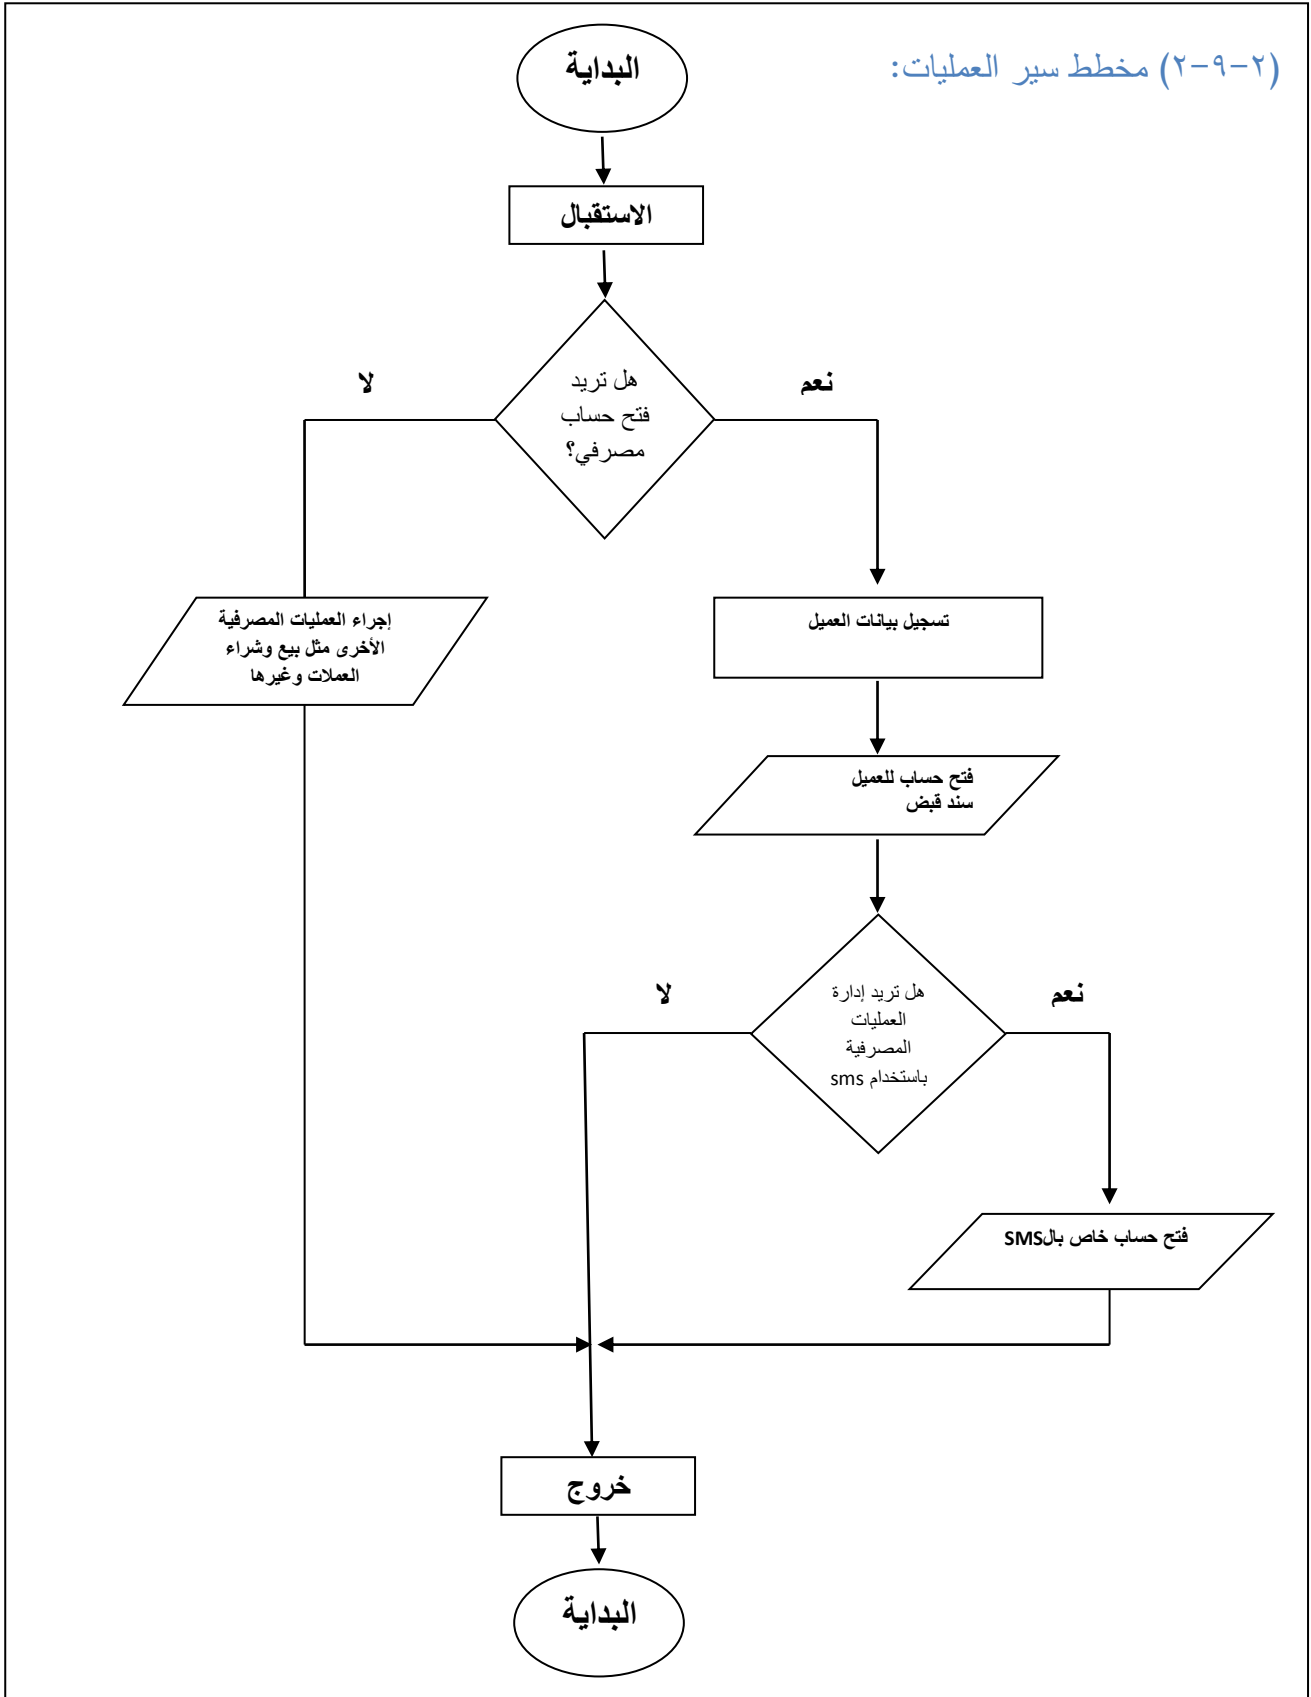 (٢-٩-٢) مخطط سير العمليات:
البداية
الاستقبال
هل تريد
فتح حساب
مصرفي؟
نعم
لا
تسجيل بيانات العميل
إجراء العمليات المصرفية
الأخرى مثل بيع وشراء
العملات وغيرها
فتح حساب للعميل
سند قبض
هل تريد إدارة
العمليات
المصرفية
باستخدام sms
نعم
لا
فتح حساب خاص بالSMS
خروج
البداية